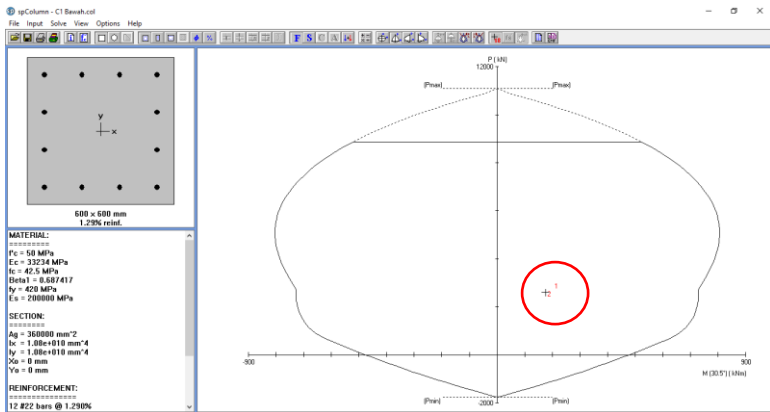 spColumn - C1 Bawah.col
File Input Solve View Options Help
F S
y
x
600 x 600 mm
1.29% reinf.
MATERIAL:
=========
f'c = 50 MPa
Ec = 33234 MPa
fc = 42.5 MPa
Beta1 = 0.687417
fy = 420 MPa
Es = 200000 MPa
SECTION:
========
Ag = 360000 mm^2
Ix = 1.08e+010 mm^4
Iy = 1.08e+010 mm^4
Xo = 0 mm
Yo = 0 mm
REINFORCEMENT:
==============
12 #22 bars @ 1.290%
P ( kN)
12000
(Pmax) (Pmax)
1
2
-900 900
M (30.5°) ( kNm)
(Pmin) (Pmin)
-2000